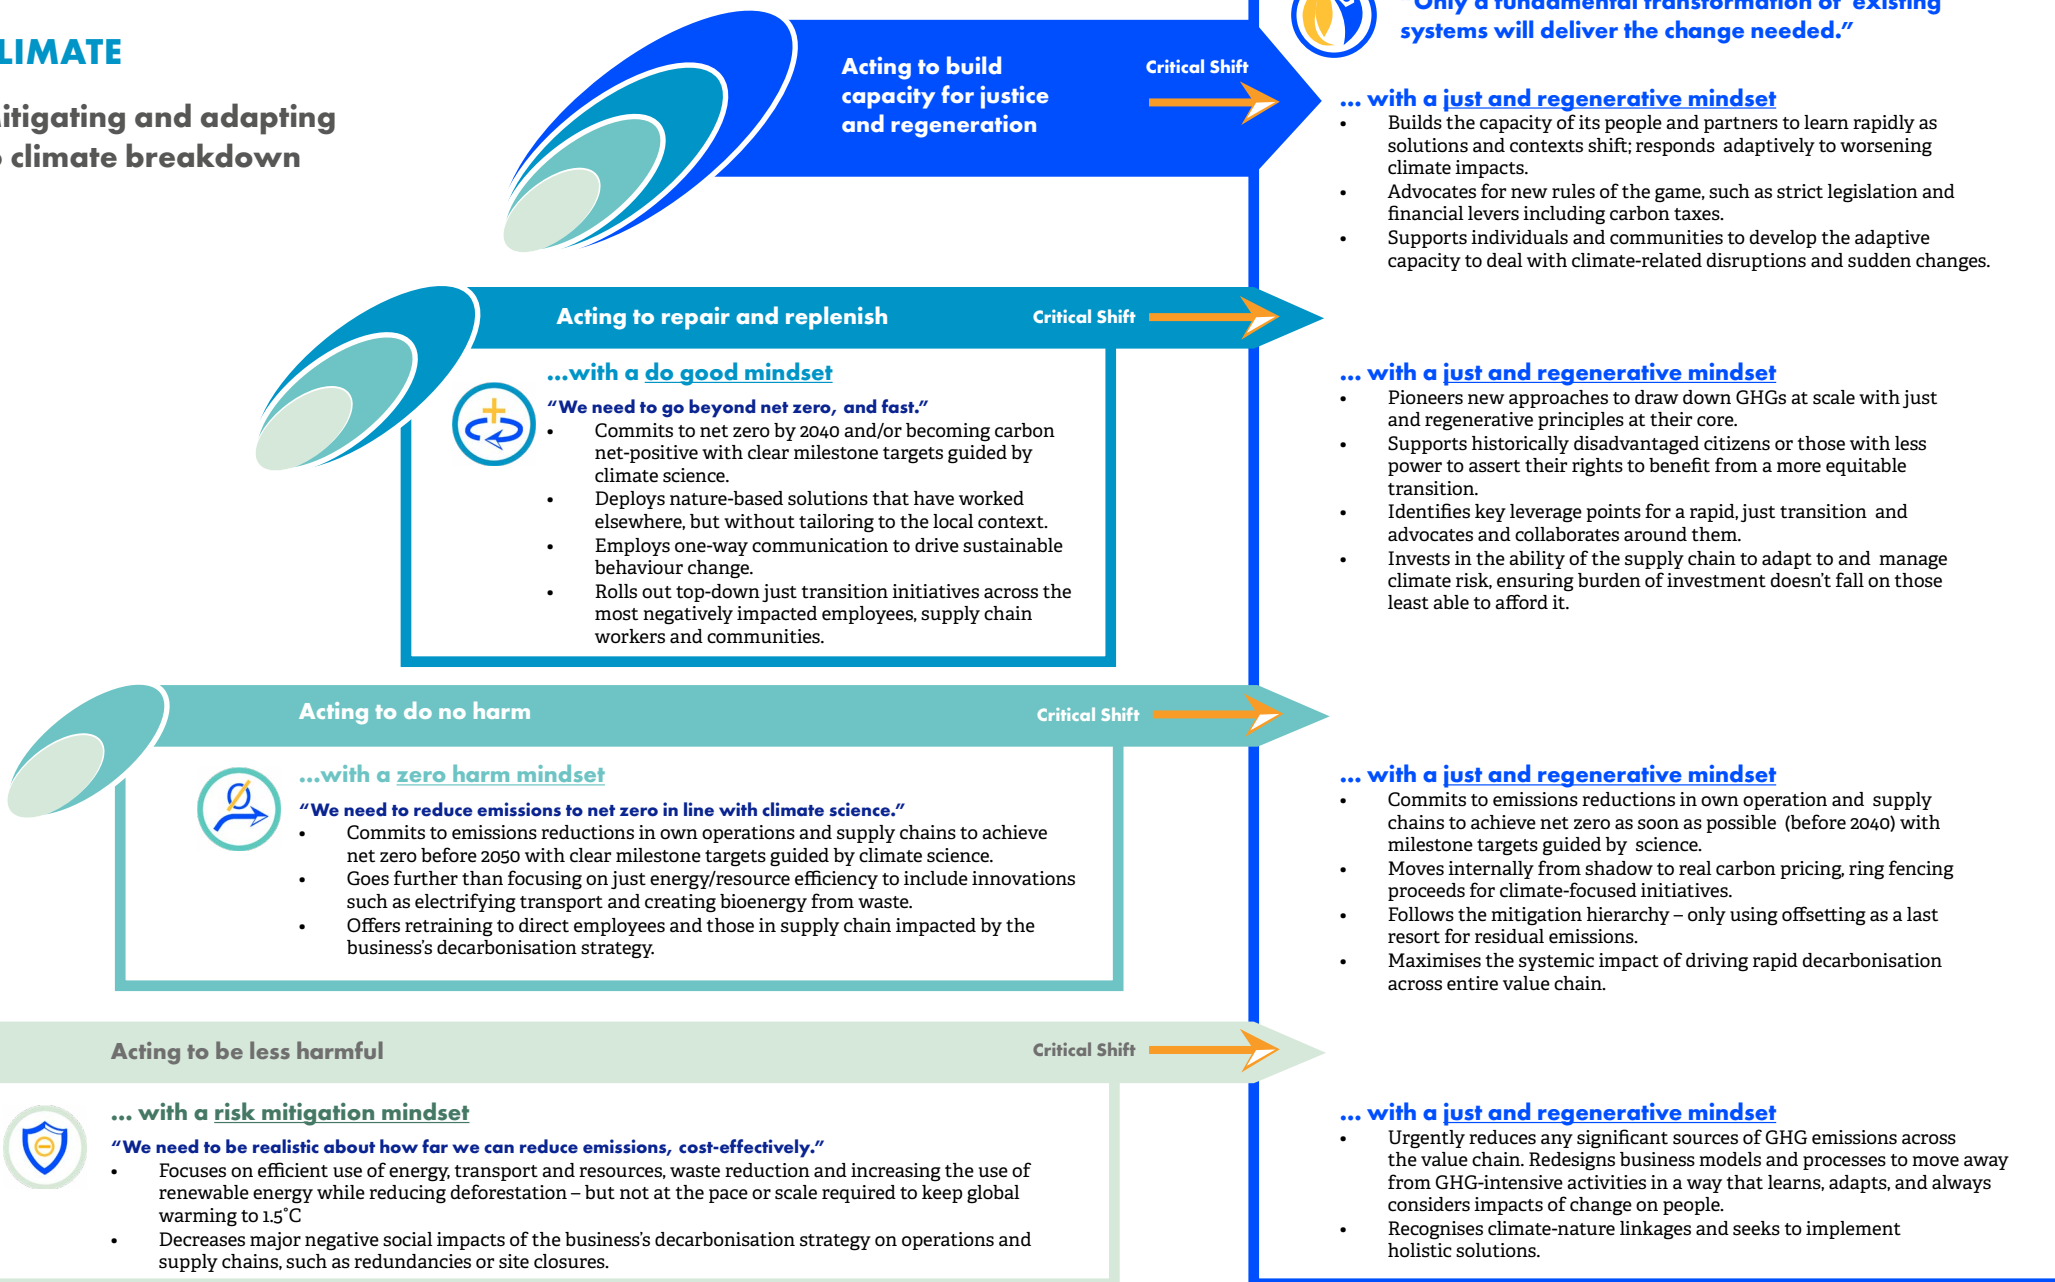 LIMATE
itigating and adapting
climate breakdown
Acting to build
capacity for justice
and regeneration
Critical Shift
"Only a fundamental transformation of existing
systems will deliver the change needed."
... with a just and regenerative mindset
• Builds the capacity of its people and partners to learn rapidly as
solutions and contexts shift; responds adaptively to worsening
climate impacts.
• Advocates for new rules of the game, such as strict legislation and
financial levers including carbon taxes.
• Supports individuals and communities to develop the adaptive
capacity to deal with climate-related disruptions and sudden changes.
Acting to repair and replenish
Critical Shift
...with a do good mindset
"We need to go beyond net zero, and fast."
• Commits to net zero by 2040 and/or becoming carbon
net-positive with clear milestone targets guided by
climate science.
• Deploys nature-based solutions that have worked
elsewhere, but without tailoring to the local context.
• Employs one-way communication to drive sustainable
behaviour change.
• Rolls out top-down just transition initiatives across the
most negatively impacted employees, supply chain
workers and communities.
... with a just and regenerative mindset
• Pioneers new approaches to draw down GHGs at scale with just
and regenerative principles at their core.
• Supports historically disadvantaged citizens or those with less
power to assert their rights to benefit from a more equitable
transition.
• Identifies key leverage points for a rapid, just transition and
advocates and collaborates around them.
• Invests in the ability of the supply chain to adapt to and manage
climate risk, ensuring burden of investment doesn't fall on those
least able to afford it.
Acting to do no harm
Critical Shift
...with a zero harm mindset
"We need to reduce emissions to net zero in line with climate science."
• Commits to emissions reductions in own operations and supply chains to achieve
net zero before 2050 with clear milestone targets guided by climate science.
• Goes further than focusing on just energy/resource efficiency to include innovations
such as electrifying transport and creating bioenergy from waste.
• Offers retraining to direct employees and those in supply chain impacted by the
business's decarbonisation strategy.
... with a just and regenerative mindset
• Commits to emissions reductions in own operation and supply
chains to achieve net zero as soon as possible (before 2040) with
milestone targets guided by science.
• Moves internally from shadow to real carbon pricing, ring fencing
proceeds for climate-focused initiatives.
• Follows the mitigation hierarchy – only using offsetting as a last
resort for residual emissions.
• Maximises the systemic impact of driving rapid decarbonisation
across entire value chain.
Acting to be less harmful
Critical Shift
... with a risk mitigation mindset
"We need to be realistic about how far we can reduce emissions, cost-effectively."
• Focuses on efficient use of energy, transport and resources, waste reduction and increasing the use of
renewable energy while reducing deforestation – but not at the pace or scale required to keep global
warming to 1.5°C
• Decreases major negative social impacts of the business's decarbonisation strategy on operations and
supply chains, such as redundancies or site closures.
... with a just and regenerative mindset
• Urgently reduces any significant sources of GHG emissions across
the value chain. Redesigns business models and processes to move away
from GHG-intensive activities in a way that learns, adapts, and always
considers impacts of change on people.
• Recognises climate-nature linkages and seeks to implement
holistic solutions.